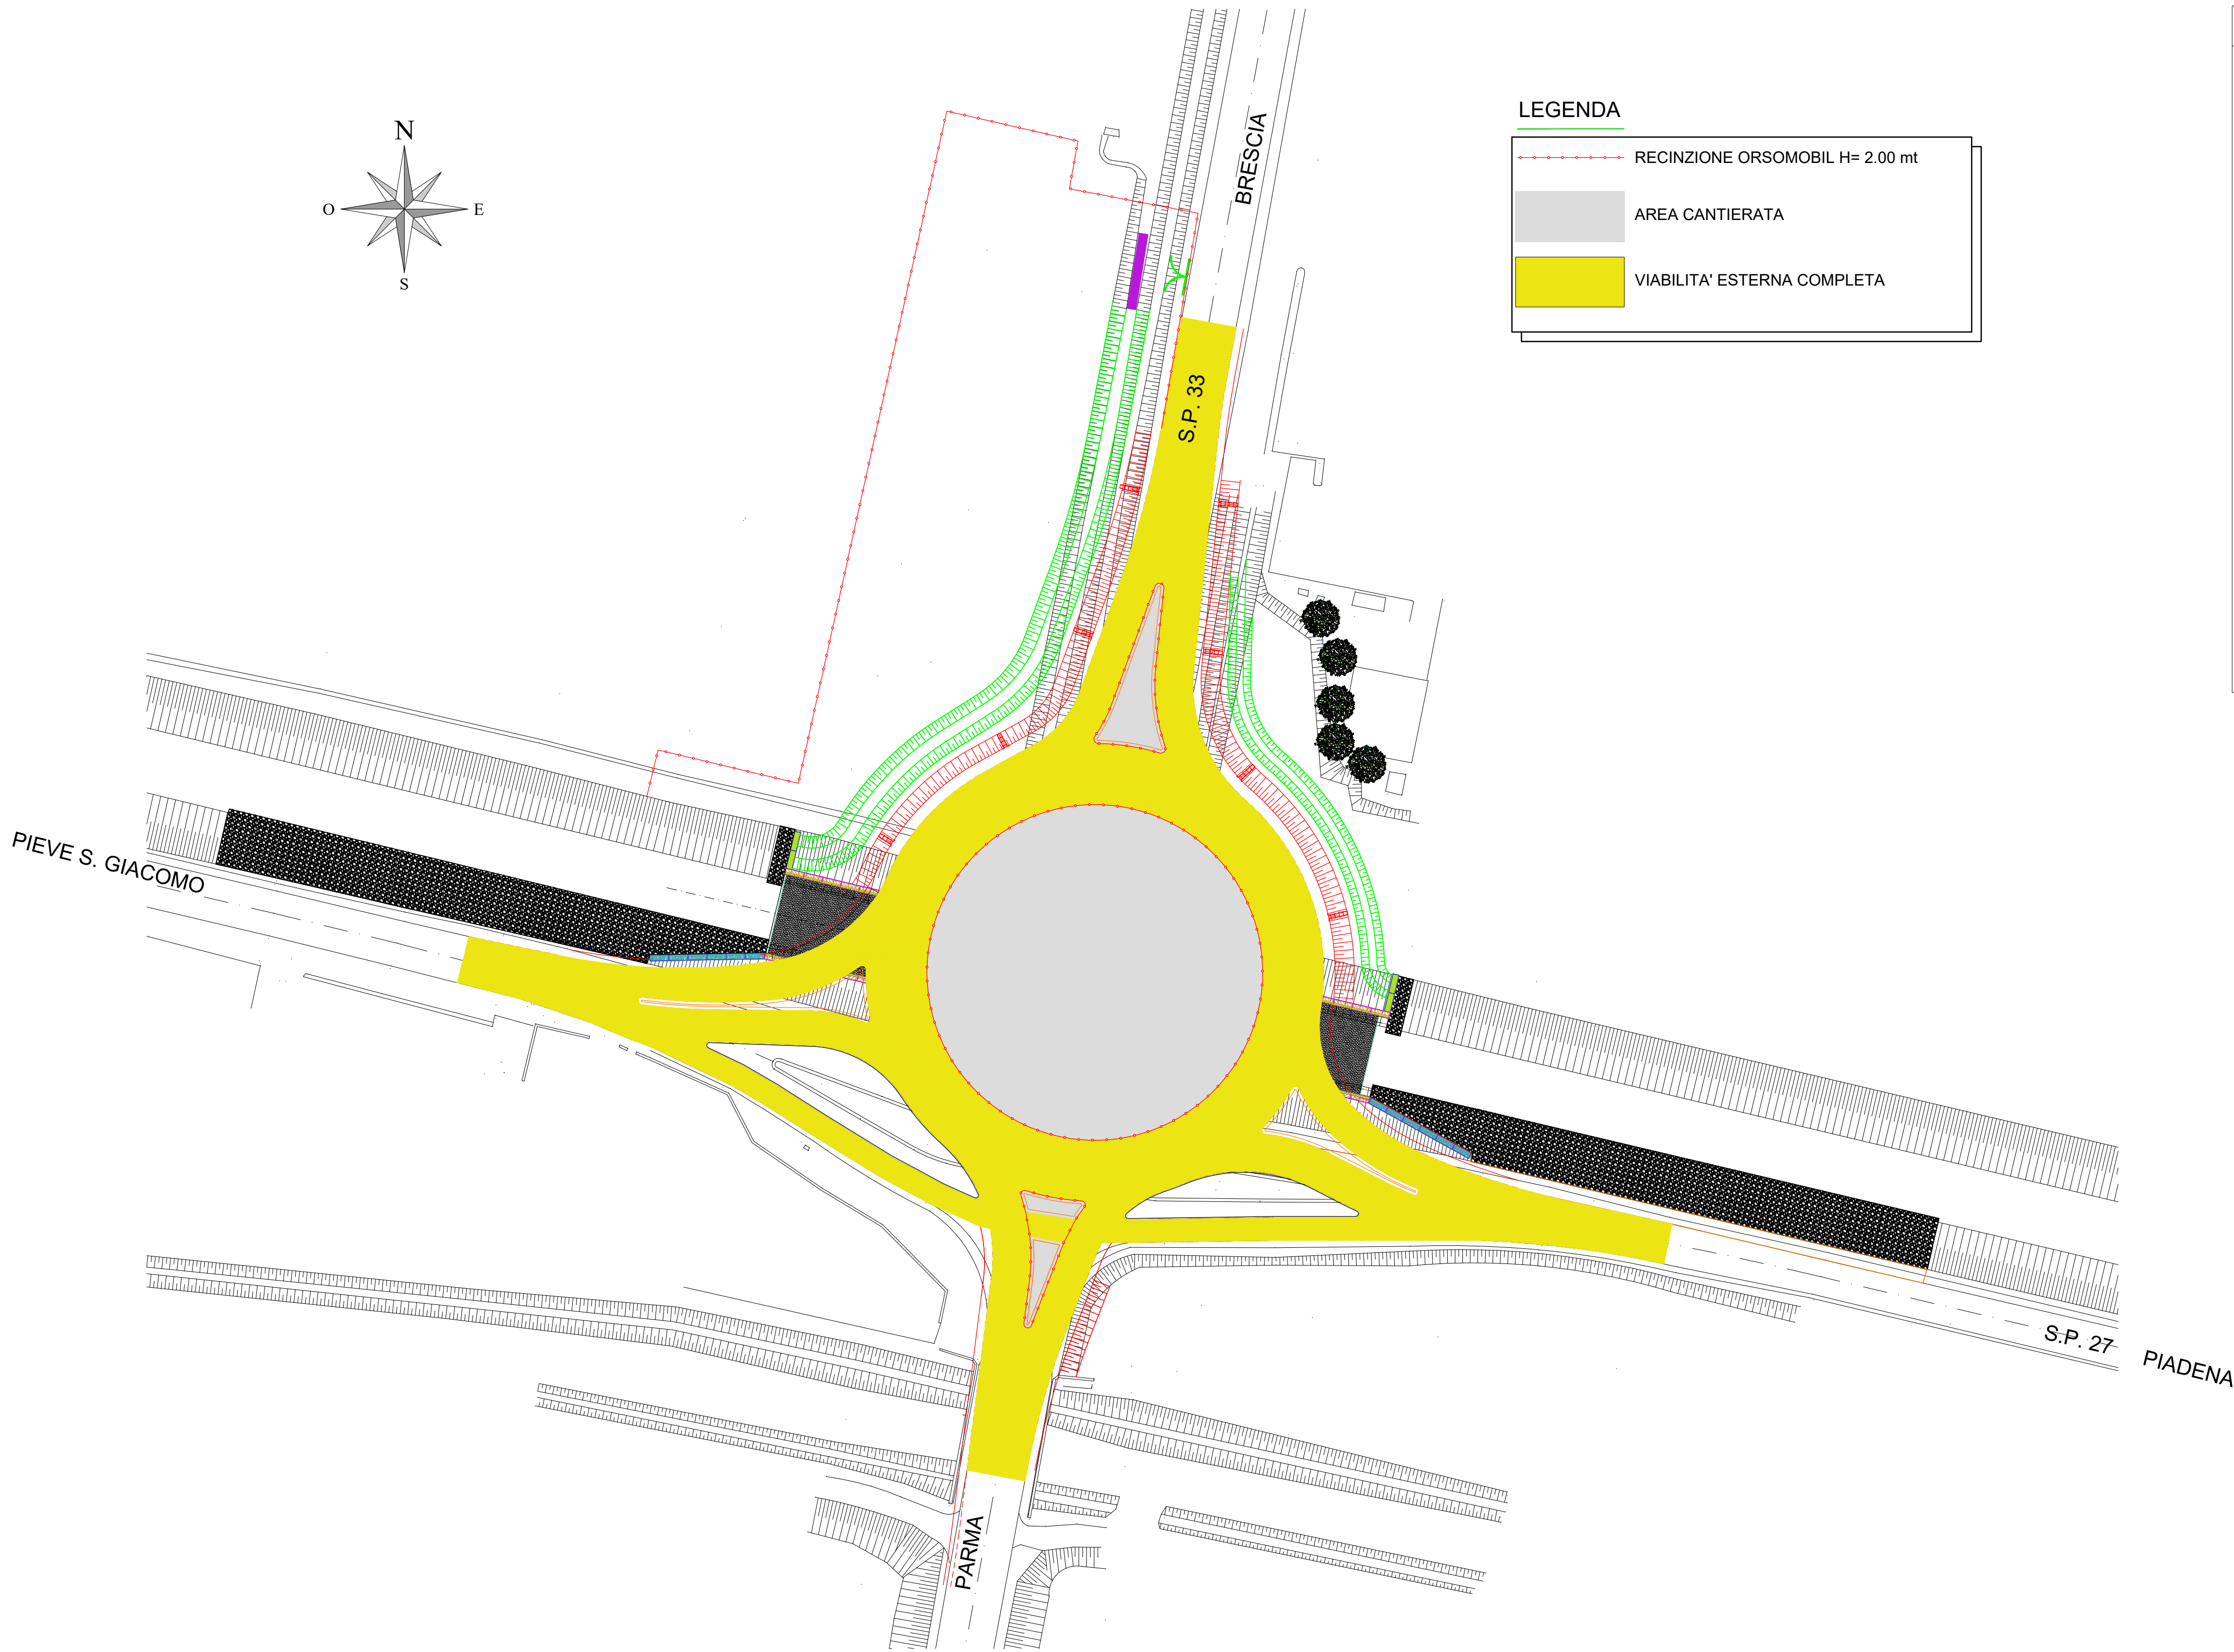 LEGENDA
RECINZIONE ORSOMOBIL H= 2.00 mt
AREA CANTIERATA
VIABILITA' ESTERNA COMPLETA
N
O
E
S
BRESCIA
S.P. 33
PIEVE S. GIACOMO
S.P. 27
PIADENA
PARMA